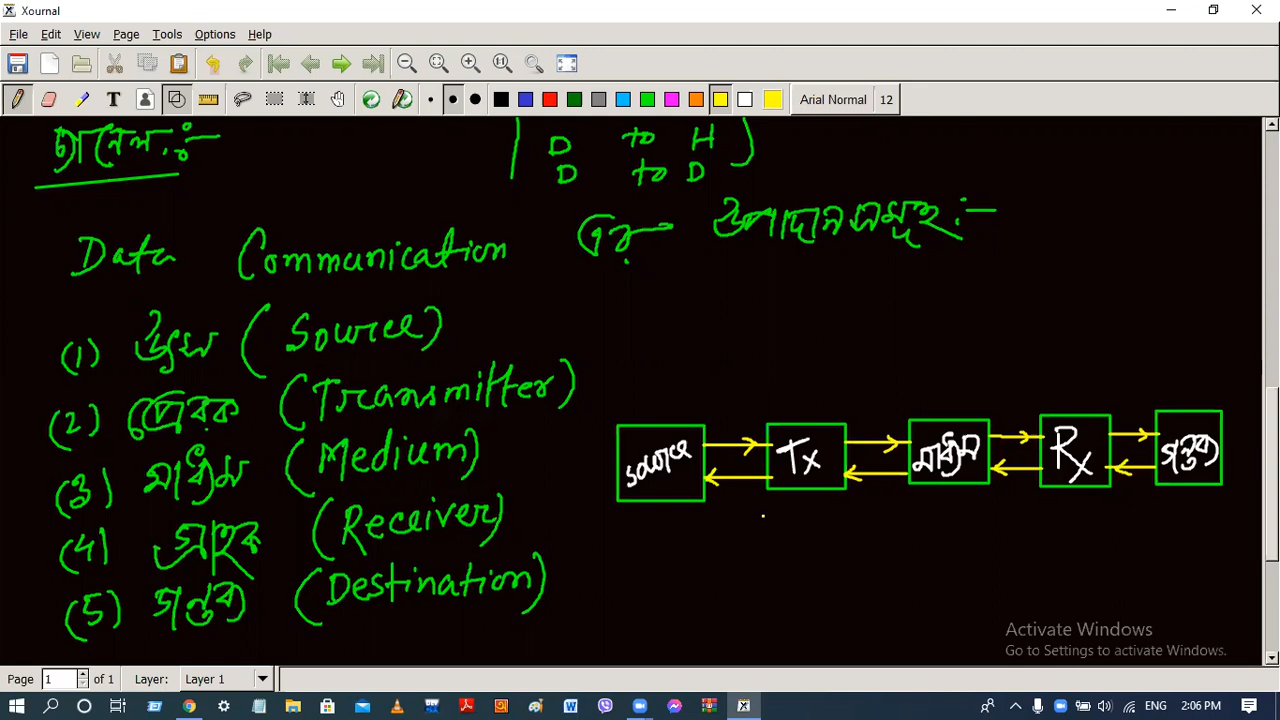 Xournal
File Edit View Page Tools Options Help
Arial Normal 12
চ্যানেল :-
D to H
D to D
Data Communication এর উপাদানসমূহ :-
(1) উৎস (Source)
(2) প্রেরক (Transmitter)
(3) মাধ্যম (Medium)
(4) গ্রাহক (Receiver)
(5) গন্তব্য (Destination)
source Tx মাধ্যম Rx গন্তব্য
Activate Windows
Go to Settings to activate Windows.
Page 1 of 1 Layer: Layer 1
ENG 2:06 PM